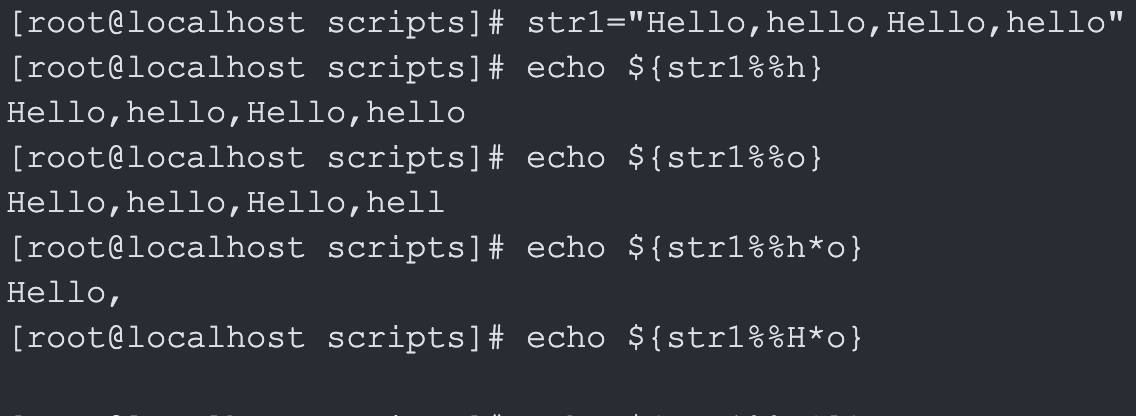 [root@localhost scripts]# str1="Hello,hello,Hello,hello"
[root@localhost scripts]# echo ${str1%%h}
Hello,hello,Hello,hello
[root@localhost scripts]# echo ${str1%%o}
Hello,hello,Hello,hell
[root@localhost scripts]# echo ${str1%%h*o}
Hello,
[root@localhost scripts]# echo ${str1%%H*o}